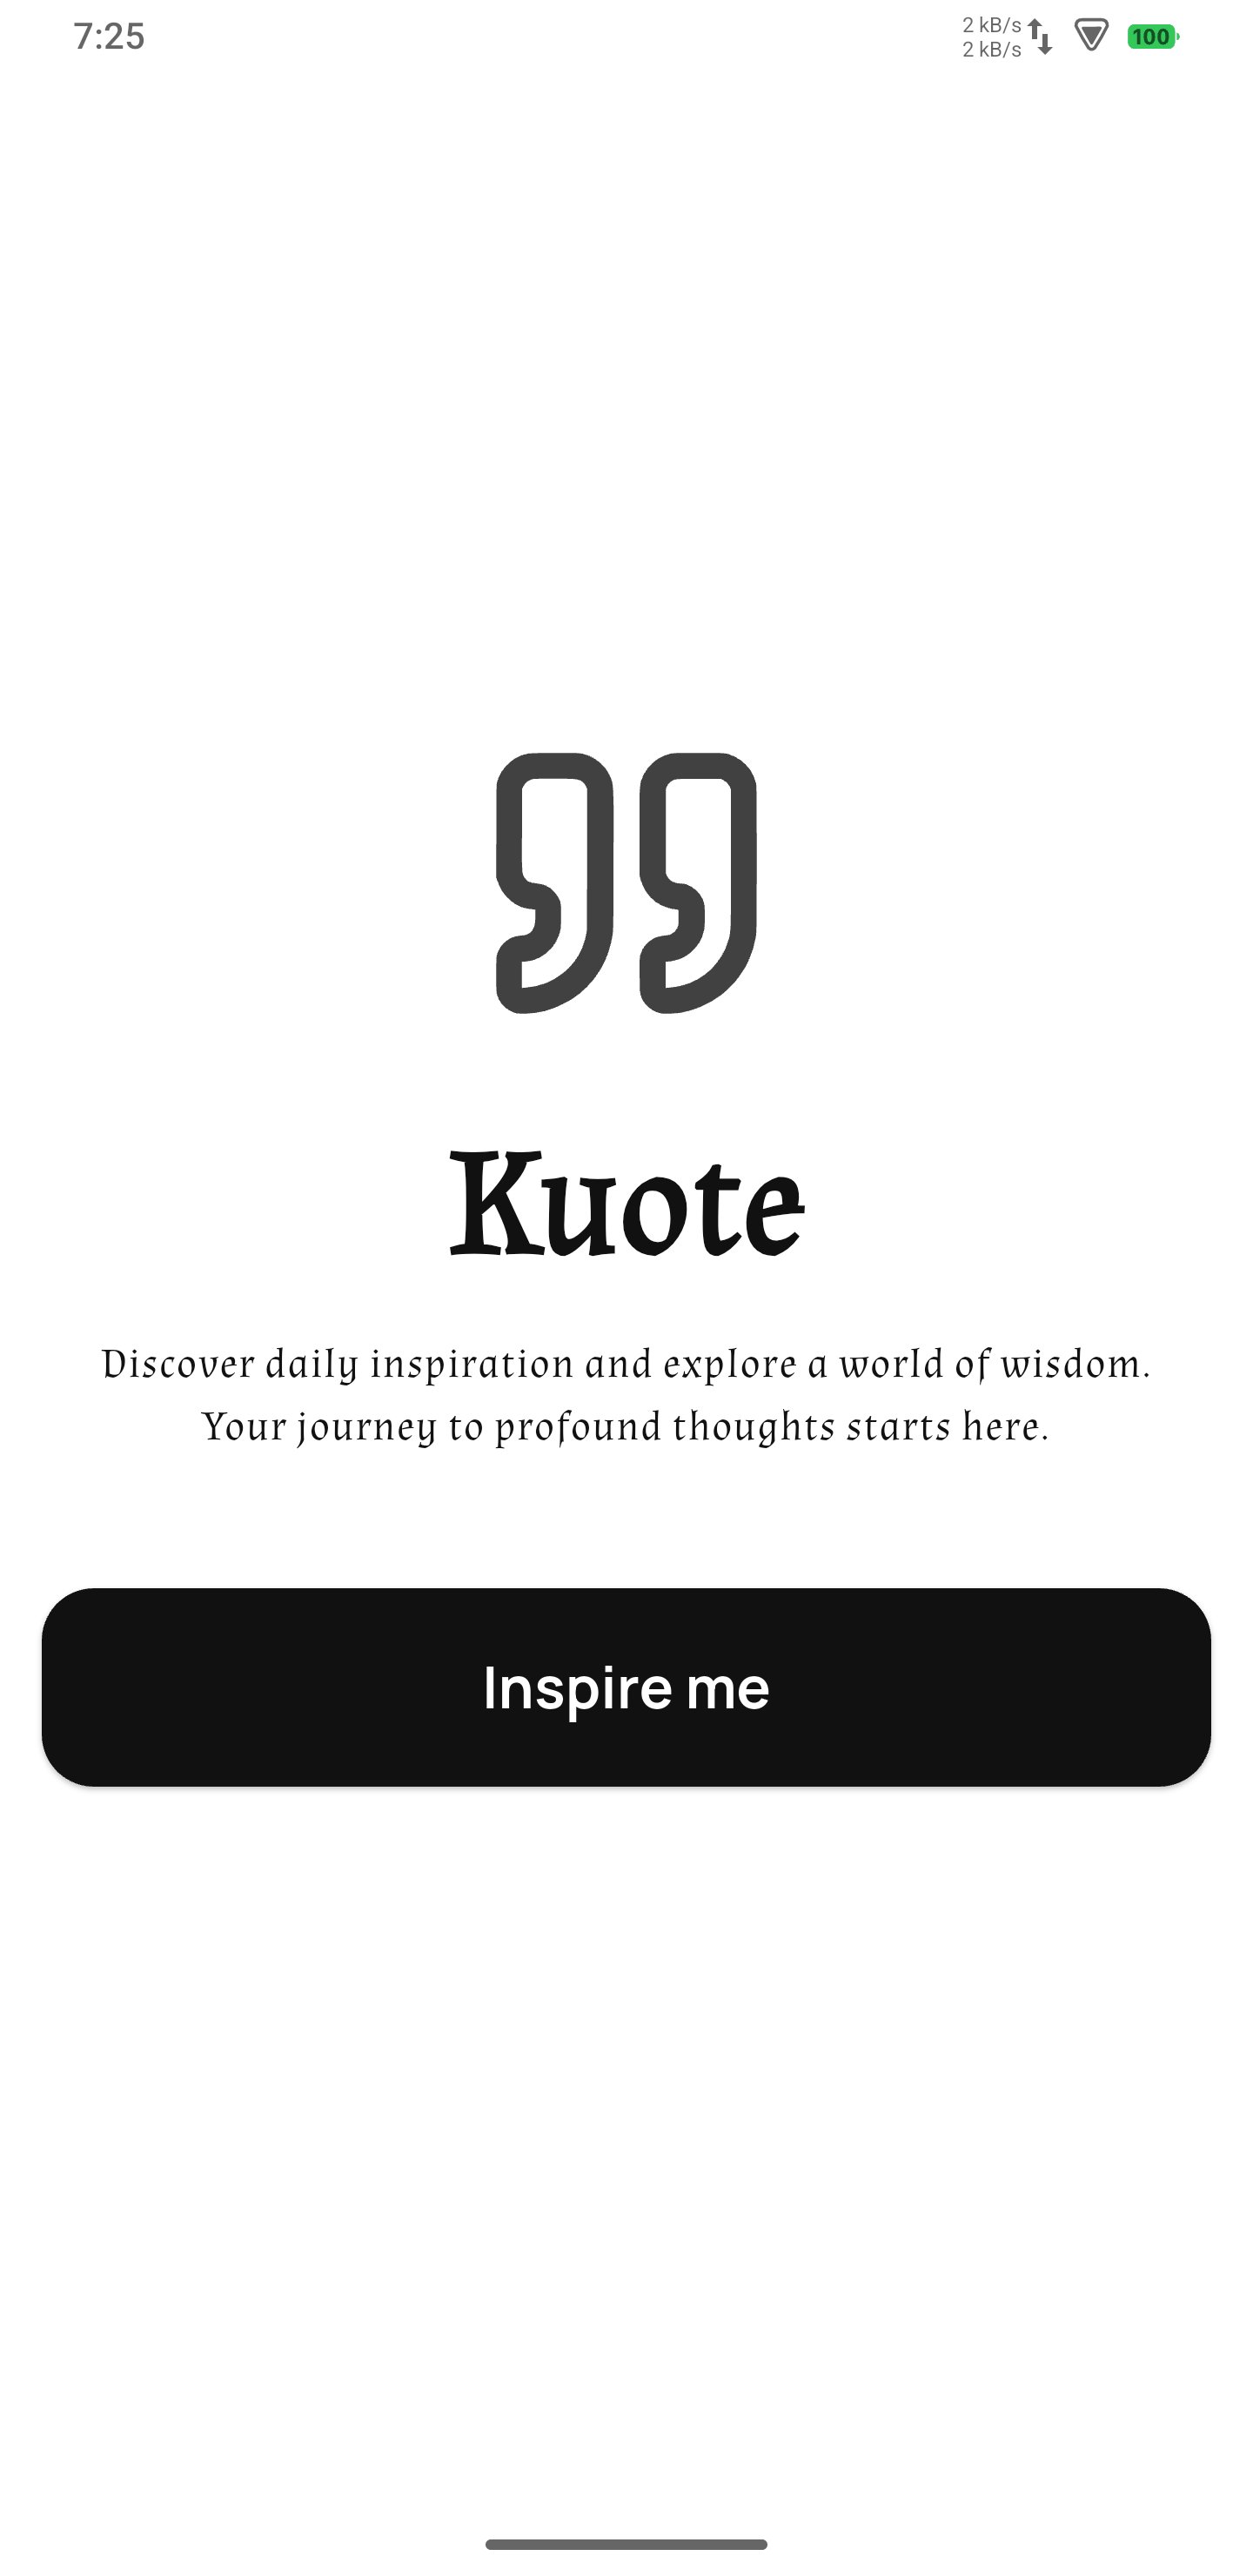 7:25
2 kB/s
2 kB/s
100
Kuote
Discover daily inspiration and explore a world of wisdom.
Your journey to profound thoughts starts here.
Inspire me